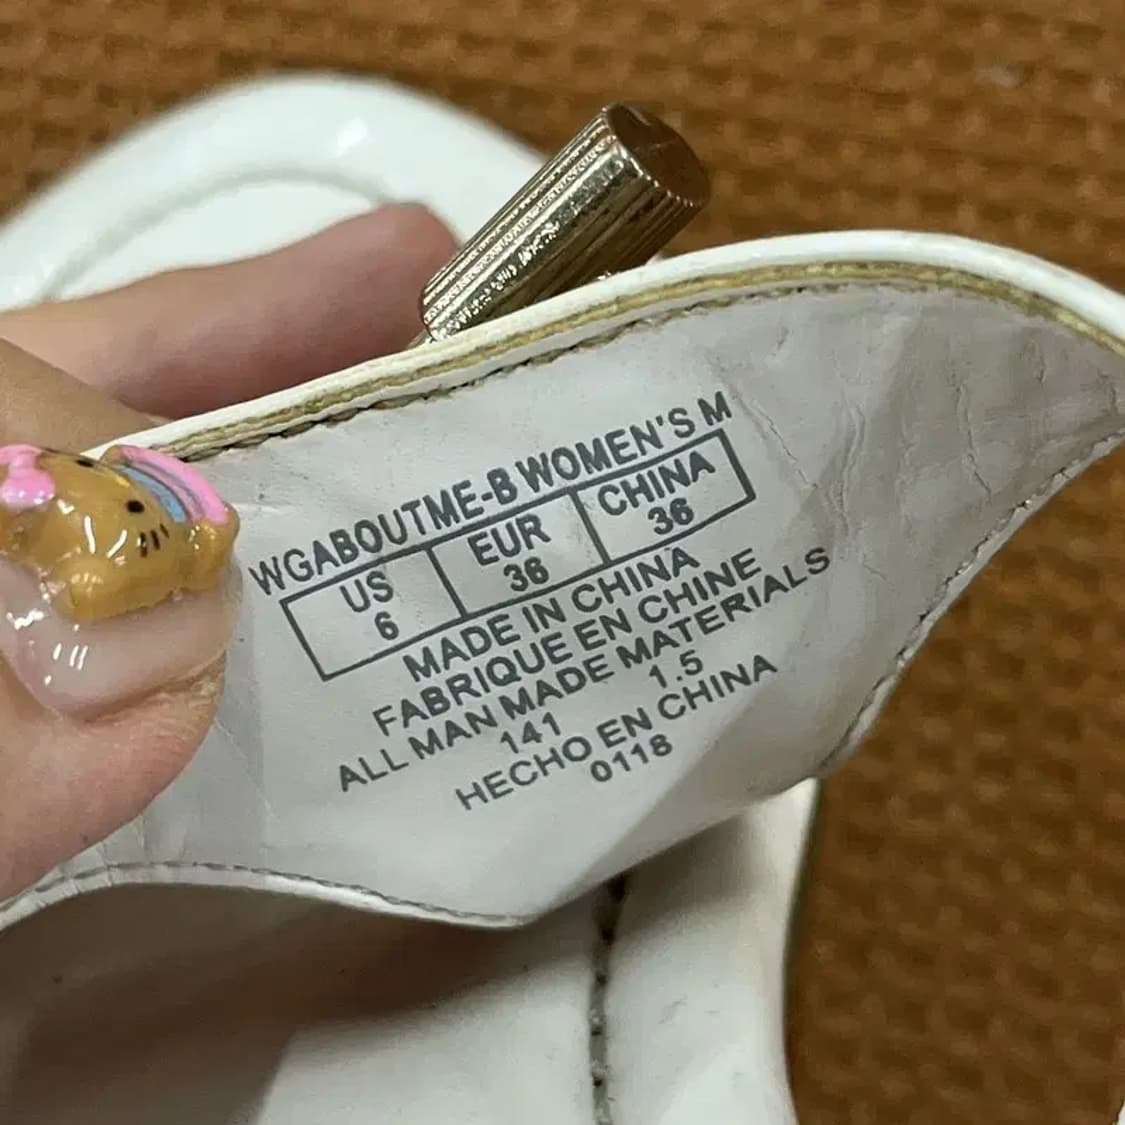 WGABOUTME-B WOMEN'S M
US EUR CHINA
6 36 36
MADE IN CHINA
FABRIQUE EN CHINE
ALL MAN MADE MATERIALS
141 1.5
HECHO EN CHINA
0118